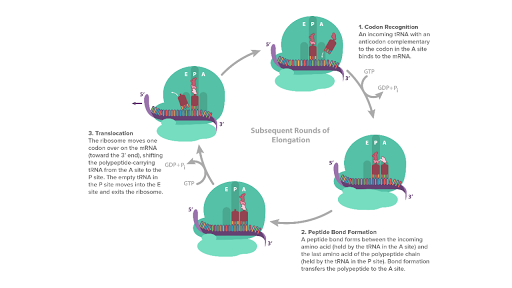 E P A
5'
3'
1. Codon Recognition
An incoming tRNA with an
anticodon complementary
to the codon in the A site
binds to the mRNA.
GTP
GDP + Pi
E P A
5'
3'
Subsequent Rounds of
Elongation
E P A
5'
3'
2. Peptide Bond Formation
A peptide bond forms between the incoming
amino acid (held by the tRNA in the A site) and
the last amino acid of the polypeptide chain
(held by the tRNA in the P site). Bond formation
transfers the polypeptide to the A site.
E P A
5'
3'
GDP + Pi
GTP
3. Translocation
The ribosome moves one
codon over on the mRNA
(toward the 3' end), shifting
the polypeptide-carrying
tRNA from the A site to the
P site. The empty tRNA in
the P site moves into the E
site and exits the ribosome.